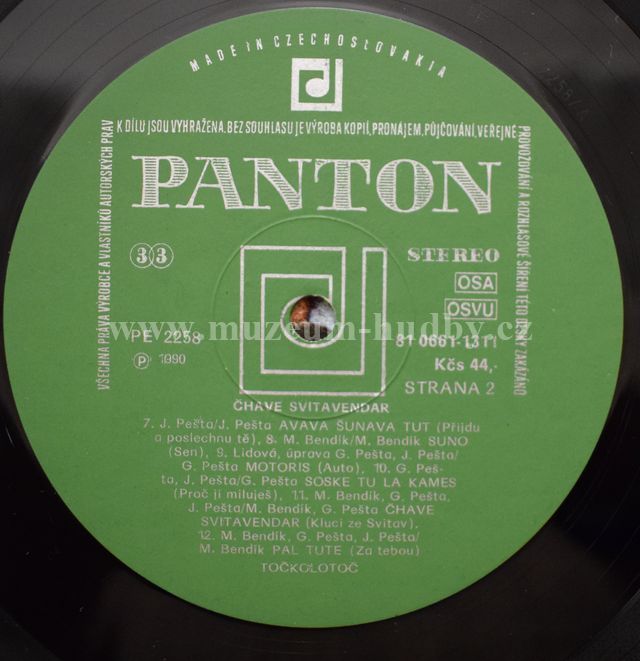 MADE IN CZECHOSLOVAKIA
VŠECHNA PRÁVA VÝROBCE A VLASTNÍKŮ AUTORSKÝCH PRÁV
K DÍLU JSOU VYHRAŽENA. BEZ SOUHLASU JE VÝROBA KOPIÍ, PRONÁJEM, PŮJČOVÁNÍ, VEŘEJNÉ
PROVOZOVÁNÍ A ROZHLASOVÉ ŠÍŘENÍ TÉTO DESKY ZAKÁZÁNO
PANTON
33
STEREO
OSA
OSVU
www.muzeum-hudby.cz
PEY 2258
81 0661-1311
Ⓟ 1990
Kčs 44,-
STRANA 2
ČHAVE SVITAVENDAR
7. J. Pešta/J. Pešta AVAVA ŠUNAVA TUT (Přijdu
a poslechnu tě), 8. M. Bendík/M. Bendík SUNO
(Sen), 9. Lidová, úprava G. Pešta, J. Pešta/
G. Pešta MOTORIS (Auto), 10. G. Peš-
ta, J. Pešta/G. Pešta SOSKE TU LA KAMES
(Proč ji miluješ), 11. M. Bendík, G. Pešta,
J. Pešta/M. Bendík, G. Pešta ČHAVE
SVITAVENDAR (Kluci ze Svitav),
12. M. Bendík, G. Pešta, J. Pešta/
M. Bendík PAL TUTE (Za tebou)
TOČKOLOTOČ